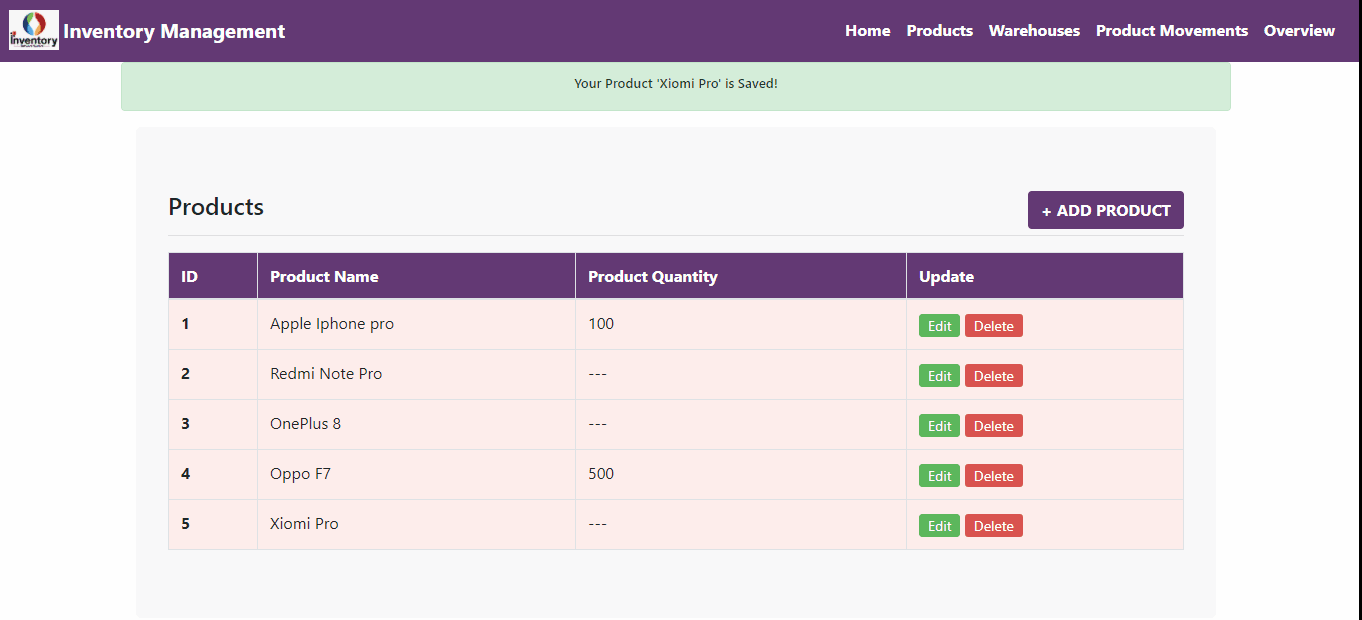 Inventory
Inventory Management
Home Products Warehouses Product Movements Overview
Your Product 'Xiomi Pro' is Saved!
Products
+ ADD PRODUCT
ID Product Name Product Quantity Update
1 Apple Iphone pro 100 Edit Delete
2 Redmi Note Pro --- Edit Delete
3 OnePlus 8 --- Edit Delete
4 Oppo F7 500 Edit Delete
5 Xiomi Pro --- Edit Delete